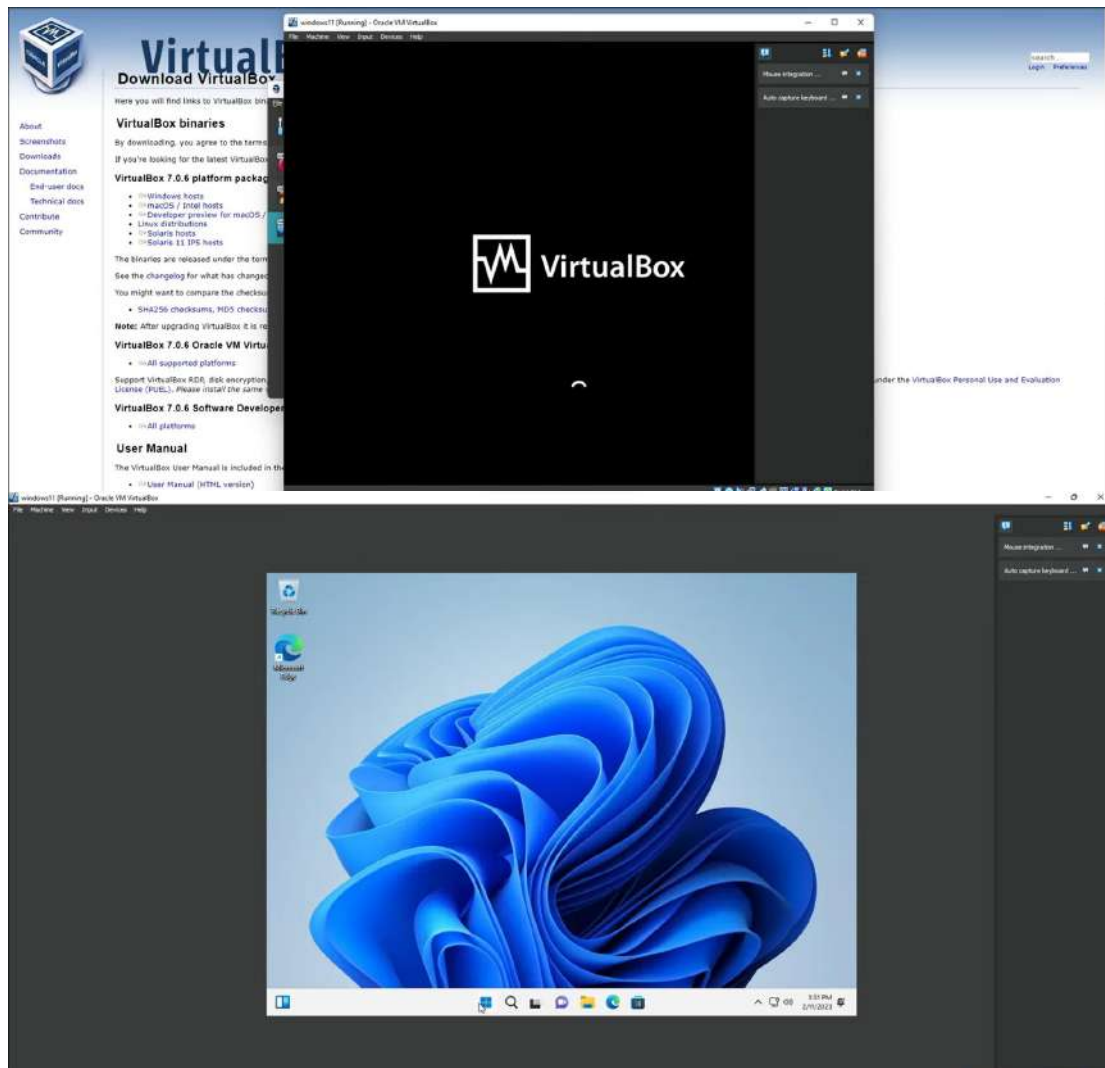 windows11 [Running] - Oracle VM VirtualBox
File Machine View Input Devices Help
VirtualB
search
Login Preferences
Download VirtualBox
Mouse integration ...
Auto capture keyboard ...
Here you will find links to VirtualBox bin
About
Screenshots
Downloads
Documentation
End-user docs
Technical docs
Contribute
Community
VirtualBox binaries
By downloading, you agree to the terms
If you're looking for the latest VirtualBox
VirtualBox 7.0.6 platform packag
Windows hosts
macOS / Intel hosts
Developer preview for macOS /
Linux distributions
Solaris hosts
Solaris 11 IPS hosts
The binaries are released under the term
See the changelog for what has changed
You might want to compare the checksu
SHA256 checksums, MD5 checksu
Note: After upgrading VirtualBox it is re
VirtualBox 7.0.6 Oracle VM Virtu
All supported platforms
Support VirtualBox RDP, disk encryption,
under the VirtualBox Personal Use and Evaluation
License (PUEL). Please install the same
VirtualBox 7.0.6 Software Developer
All platforms
User Manual
The VirtualBox User Manual is included in the
User Manual (HTML version)
VirtualBox
windows11 [Running] - Oracle VM VirtualBox
File Machine View Input Devices Help
Mouse integration ...
Auto capture keyboard ...
Recycle Bin
Microsoft
Edge
3:51 PM
2/11/2023